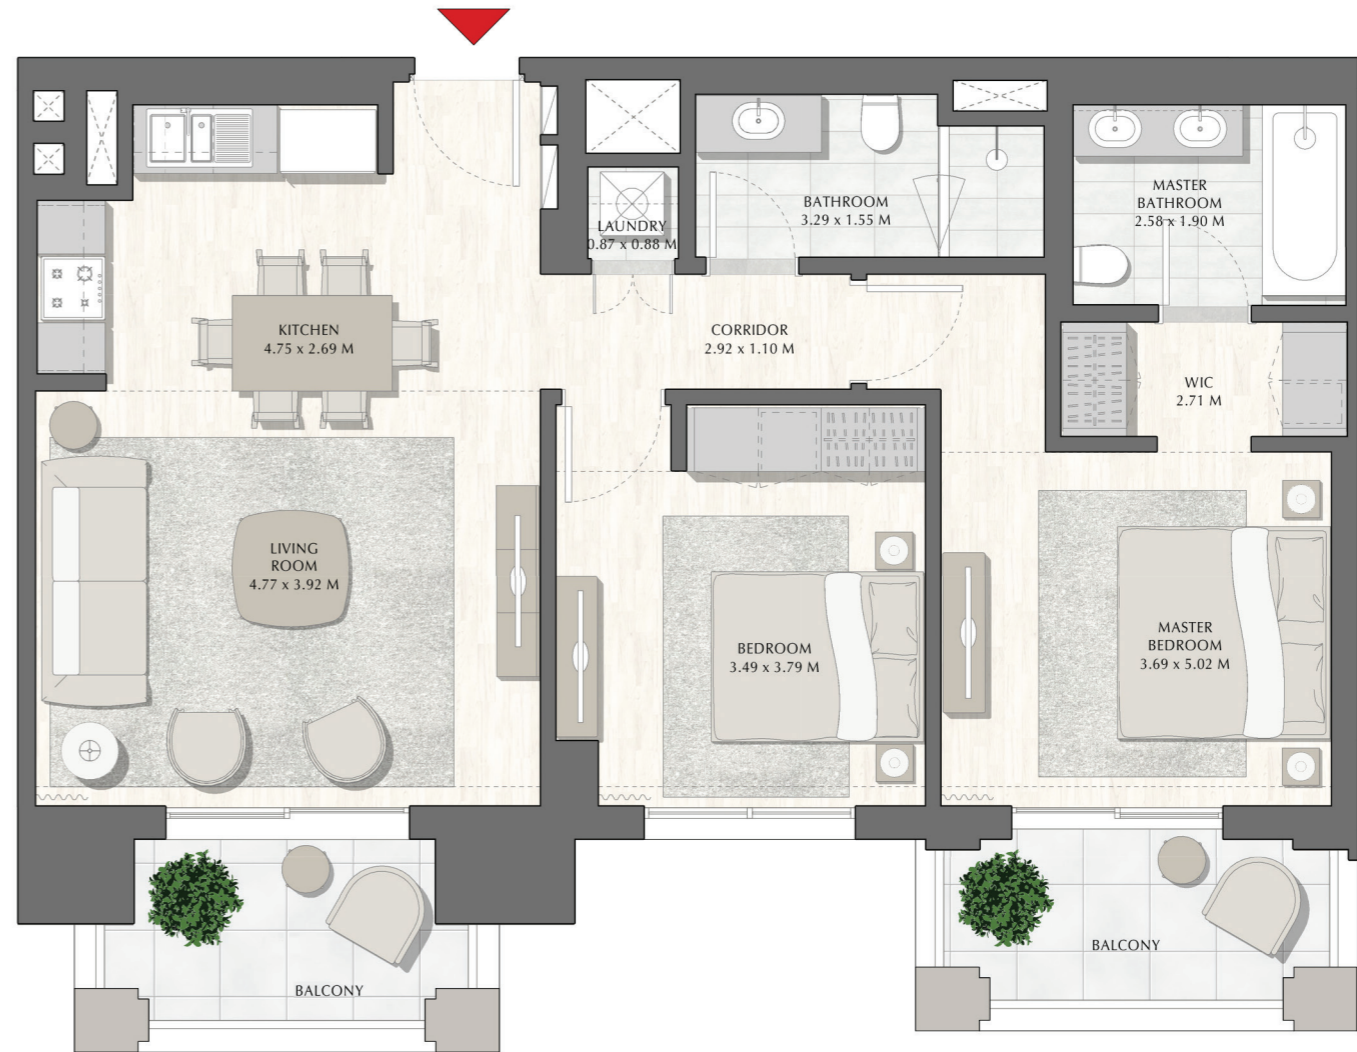 LAUNDRY
0.87 x 0.88 M
BATHROOM
3.29 x 1.55 M
MASTER
BATHROOM
2.58 x 1.90 M
KITCHEN
4.75 x 2.69 M
CORRIDOR
2.92 x 1.10 M
WIC
2.71 M
LIVING
ROOM
4.77 x 3.92 M
BEDROOM
3.49 x 3.79 M
MASTER
BEDROOM
3.69 x 5.02 M
BALCONY
BALCONY